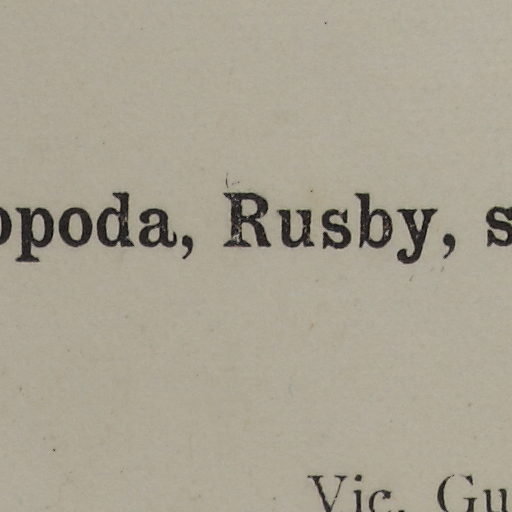 opoda, Rusby, s
Vic. Gu